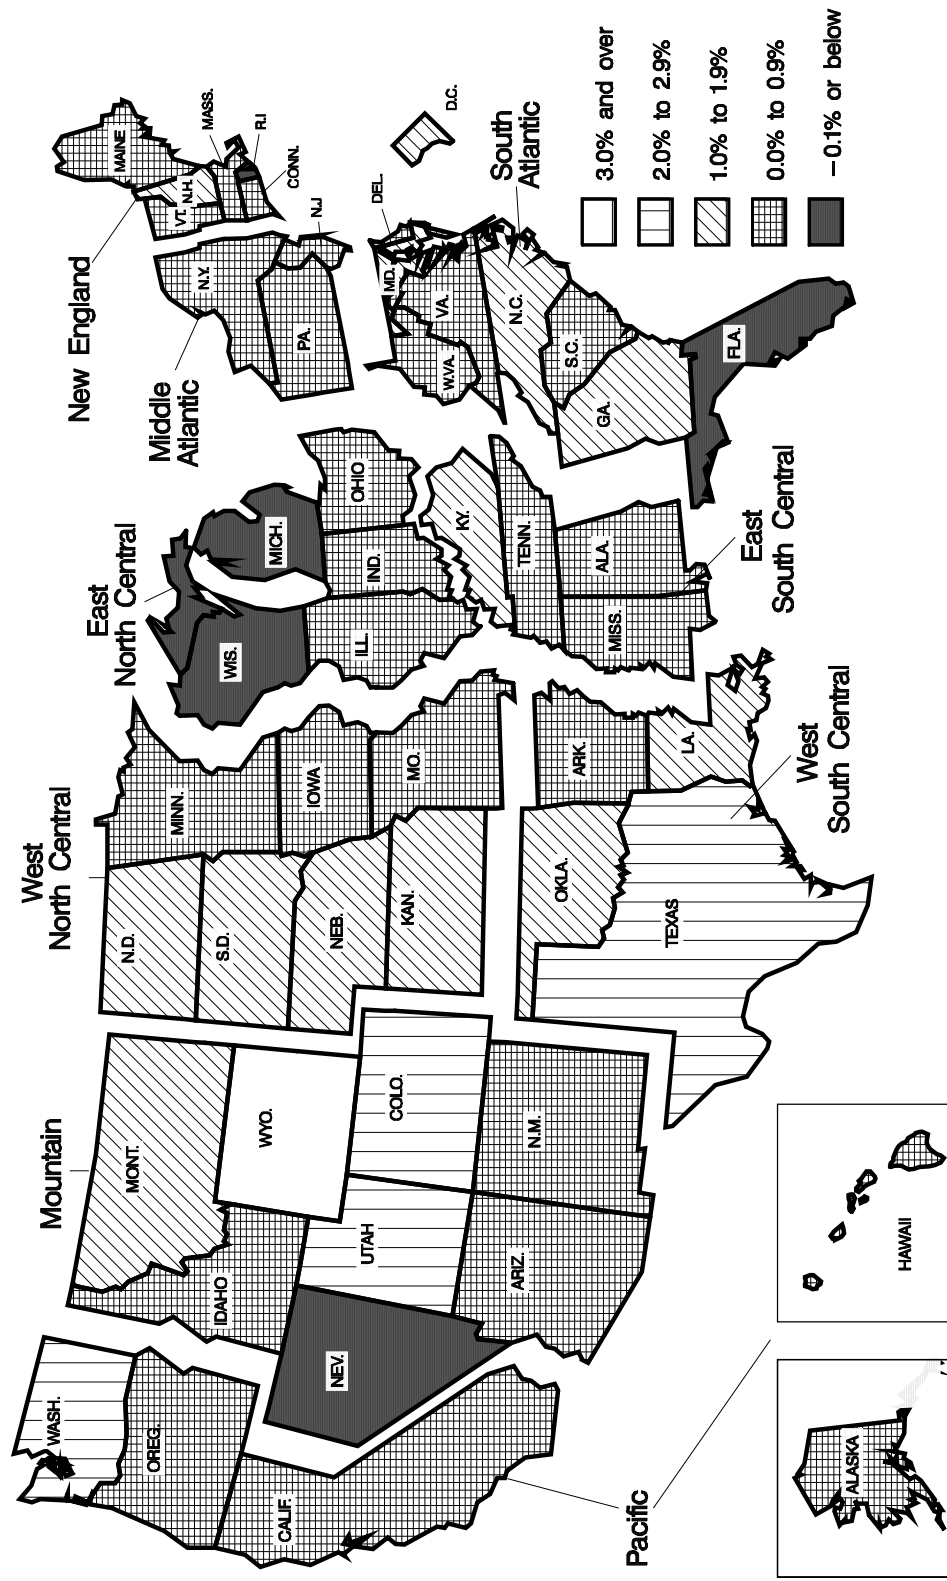 Pacific
Mountain
West
North Central
East
North Central
Middle
Atlantic
New England
WASH.
OREG.
CALIF.
NEV.
IDAHO
MONT.
WYO.
UTAH
COLO.
ARIZ.
N.M.
N.D.
S.D.
NEB.
KAN.
MINN.
IOWA
MO.
WIS.
MICH.
ILL.
IND.
OHIO
N.Y.
PA.
N.J
VT.
N.H.
MAINE
MASS.
R.I
CONN.
DEL.
MD.
D.C.
VA.
W.VA.
N.C.
S.C.
GA.
FLA.
KY.
TENN.
MISS.
ALA.
ARK.
LA.
OKLA.
TEXAS
ALASKA
HAWAII
West
South Central
East
South Central
South
Atlantic
3.0% and over
2.0% to 2.9%
1.0% to 1.9%
0.0% to 0.9%
−0.1% or below